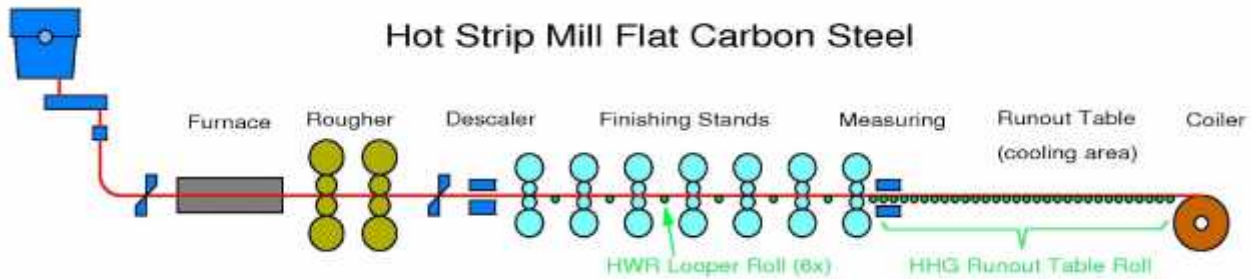 Hot Strip Mill Flat Carbon Steel
Furnace
Rougher
Descaler
Finishing Stands
Measuring
Runout Table
(cooling area)
Coiler
HWR Looper Roll (6x)
HHG Runout Table Roll